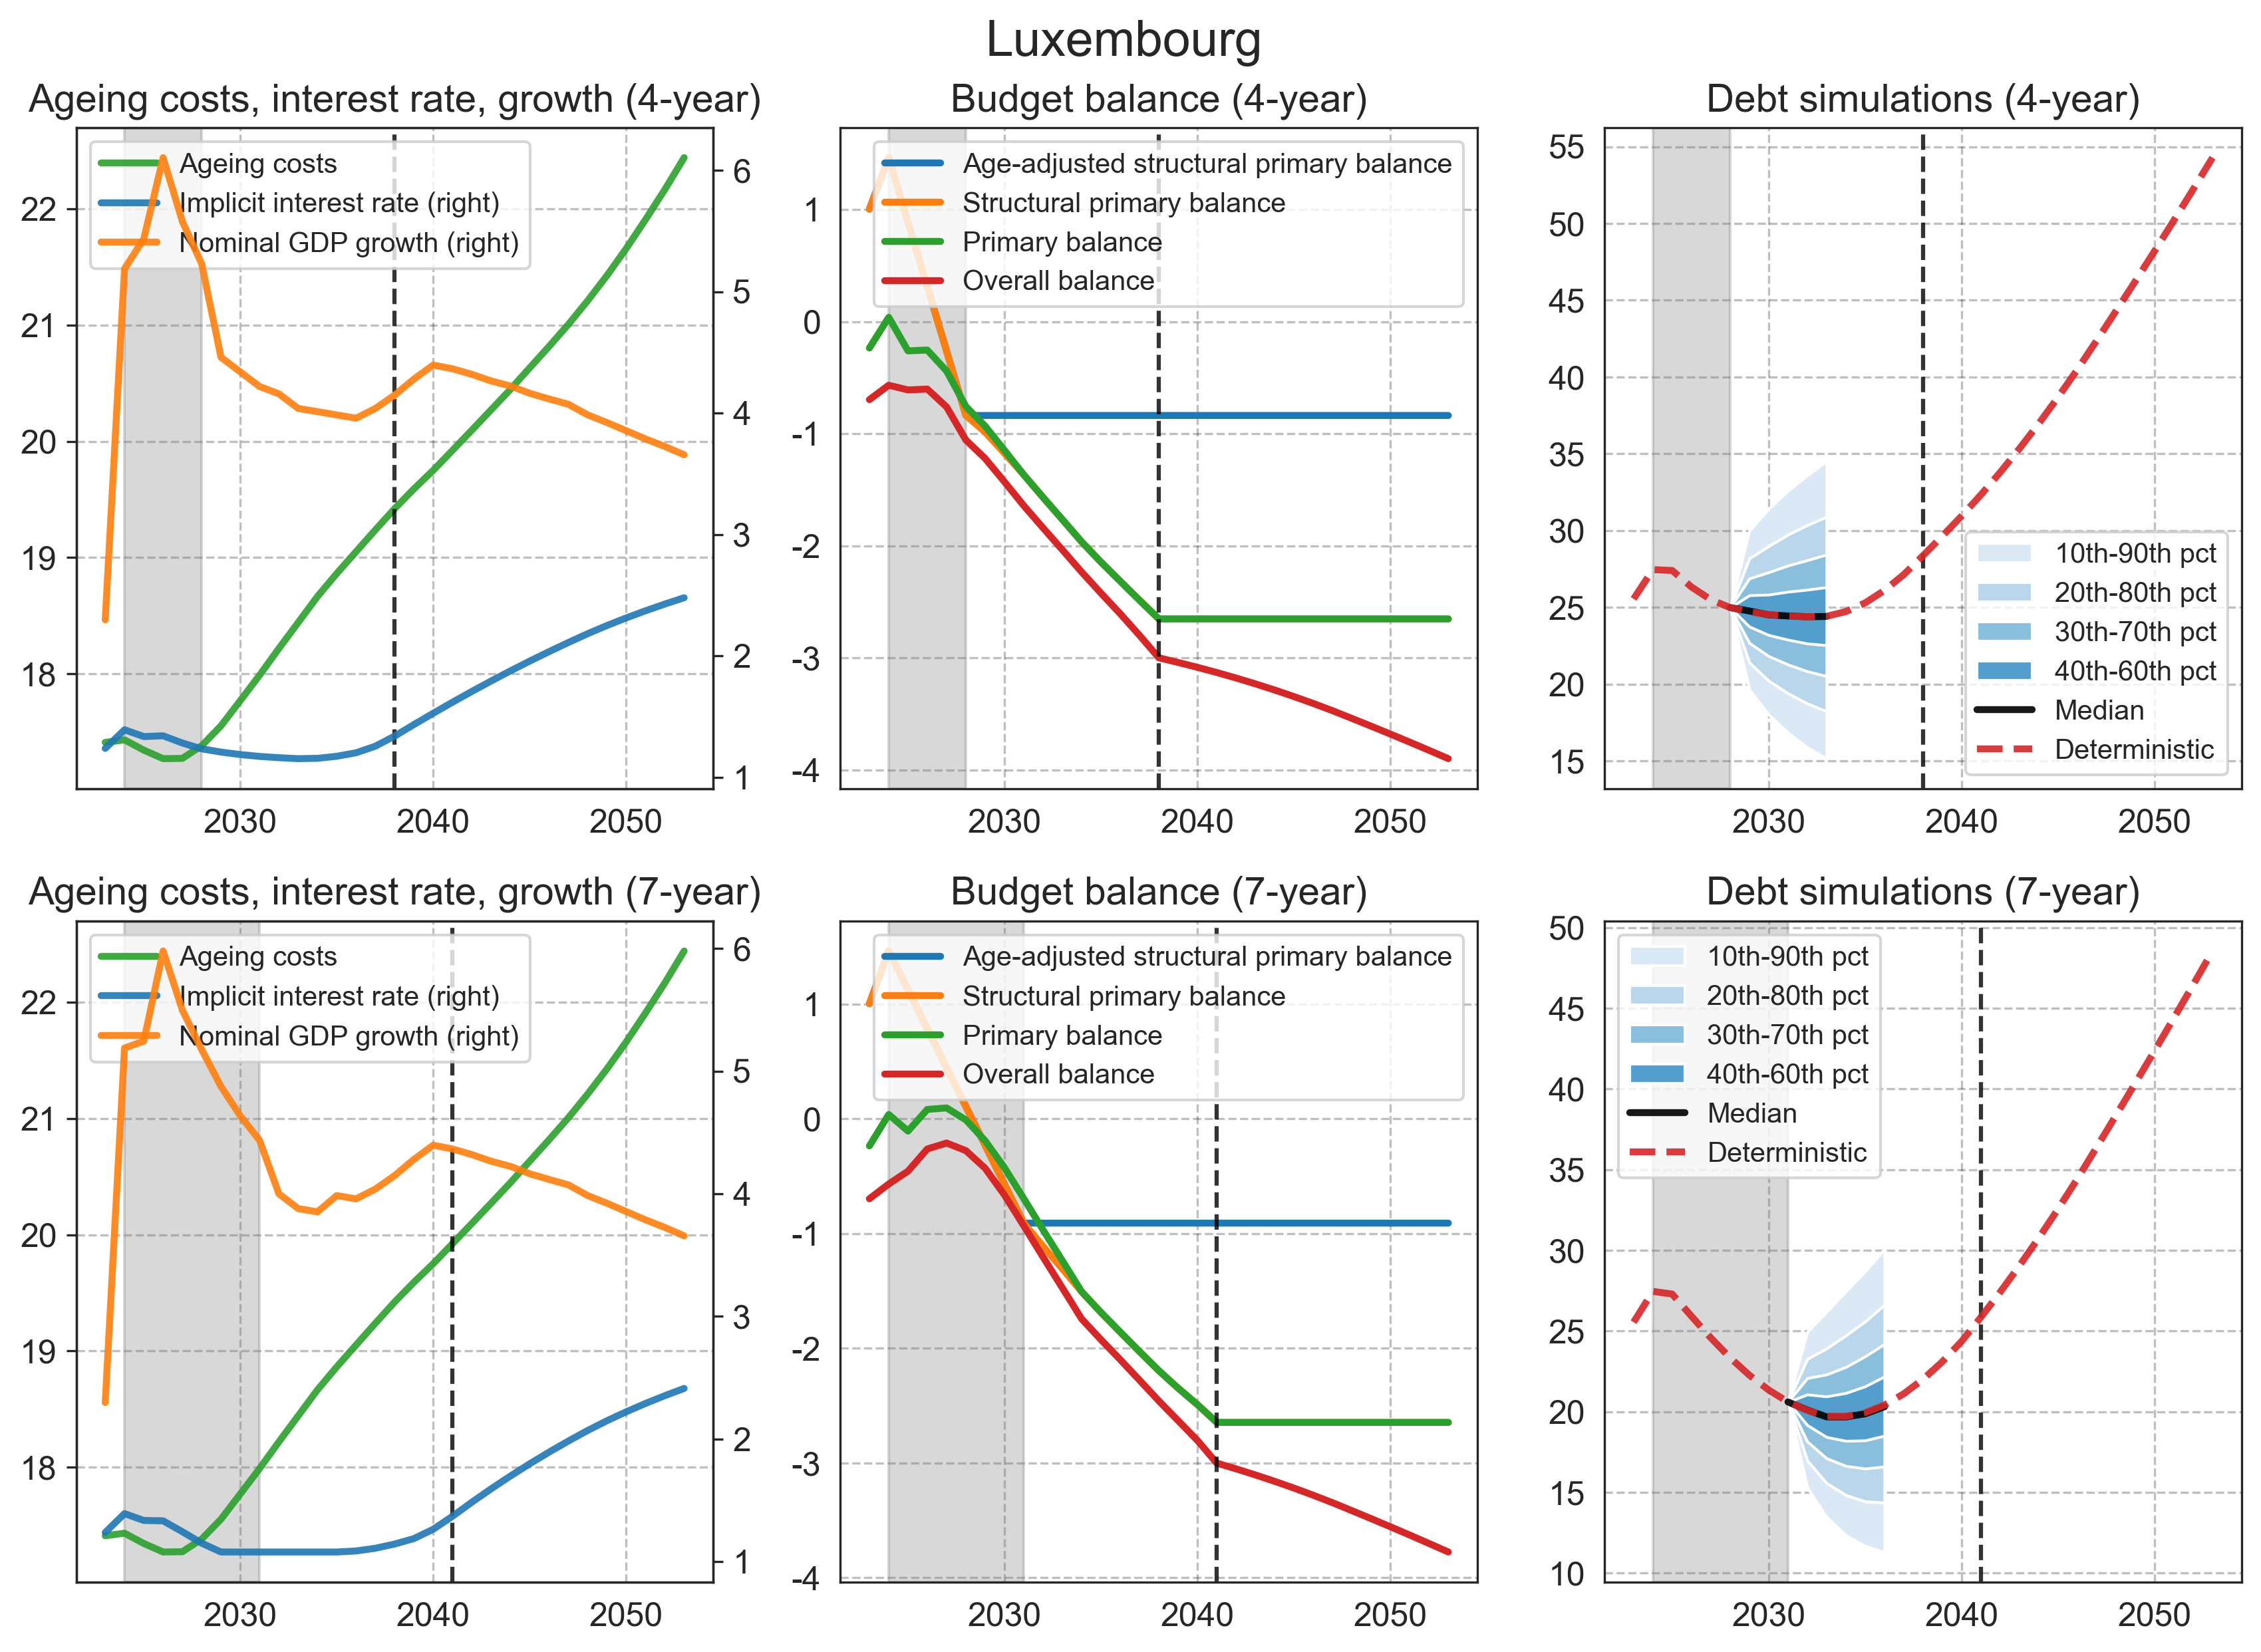 Luxembourg
Ageing costs, interest rate, growth (4-year)
Ageing costs
Implicit interest rate (right)
Nominal GDP growth (right)
22
21
20
19
18
6
5
4
3
2
1
2030
2040
2050
Budget balance (4-year)
Age-adjusted structural primary balance
Structural primary balance
Primary balance
Overall balance
1
0
-1
-2
-3
-4
2030
2040
2050
Debt simulations (4-year)
55
50
45
40
35
30
25
20
15
10th-90th pct
20th-80th pct
30th-70th pct
40th-60th pct
Median
Deterministic
2030
2040
2050
Ageing costs, interest rate, growth (7-year)
Ageing costs
Implicit interest rate (right)
Nominal GDP growth (right)
22
21
20
19
18
6
5
4
3
2
1
2030
2040
2050
Budget balance (7-year)
Age-adjusted structural primary balance
Structural primary balance
Primary balance
Overall balance
1
0
-1
-2
-3
-4
2030
2040
2050
Debt simulations (7-year)
10th-90th pct
20th-80th pct
30th-70th pct
40th-60th pct
Median
Deterministic
50
45
40
35
30
25
20
15
10
2030
2040
2050